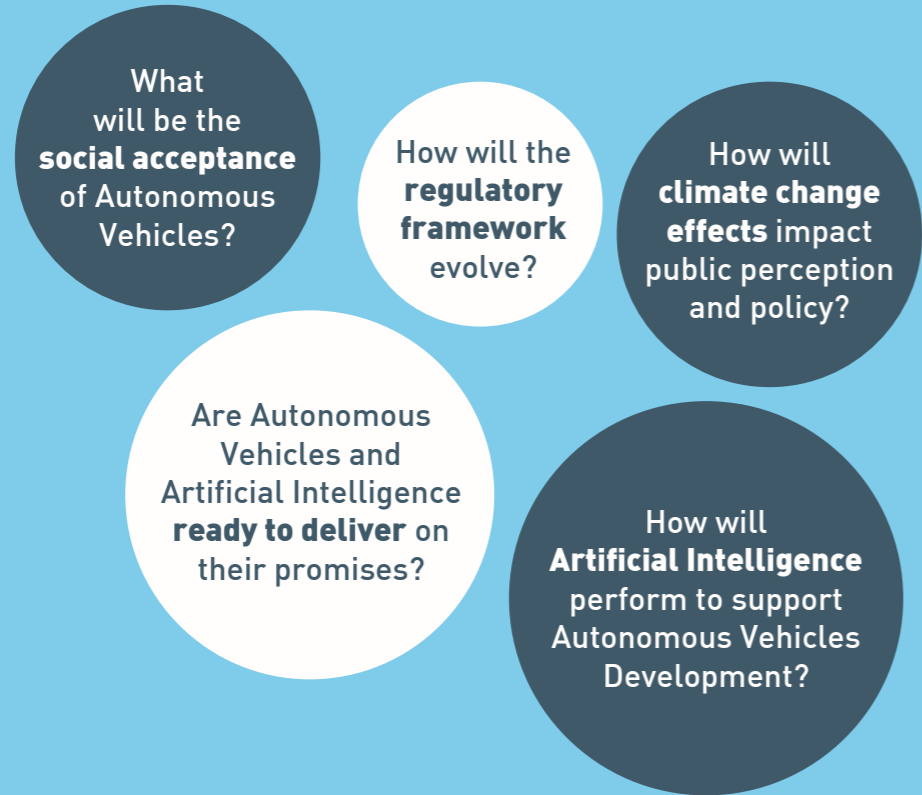 What
will be the
social acceptance
of Autonomous
Vehicles?
How will the
regulatory
framework
evolve?
How will
climate change
effects impact
public perception
and policy?
Are Autonomous
Vehicles and
Artificial Intelligence
ready to deliver on
their promises?
How will
Artificial Intelligence
perform to support
Autonomous Vehicles
Development?